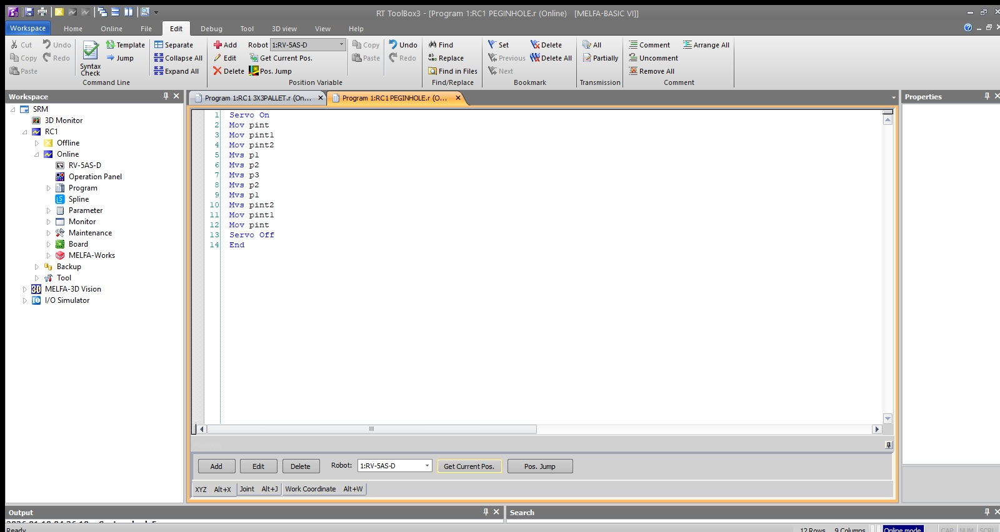 RT ToolBox3 - [Program 1:RC1 PEGINHOLE.r (Online)   [MELFA-BASIC VI]]
Workspace Home Online File Edit Debug Tool 3D view View Help
Cut Undo
Copy Redo
Paste
Syntax Check
Template
Jump
Command Line
Separate
Collapse All
Expand All
Add Robot 1:RV-5AS-D
Edit Get Current Pos.
Delete Pos. Jump
Copy Undo
Paste Redo
Position Variable
Find
Replace
Find in Files
Find/Replace
Set Delete
Previous Delete All
Next
Bookmark
All
Partially
Transmission
Comment Arrange All
Uncomment
Remove All
Comment
Workspace
SRM
3D Monitor
RC1
Offline
Online
RV-5AS-D
Operation Panel
Program
Spline
Parameter
Monitor
Maintenance
Board
MELFA-Works
Backup
Tool
MELFA-3D Vision
I/O Simulator
Program 1:RC1 3X3PALLET.r (On...
Program 1:RC1 PEGINHOLE.r (O...
1 Servo On
2 Mov pint
3 Mov pint1
4 Mov pint2
5 Mvs p1
6 Mvs p2
7 Mvs p3
8 Mvs p2
9 Mvs p1
10 Mvs pint2
11 Mov pint1
12 Mov pint
13 Servo Off
14 End
Add Edit Delete Robot: 1:RV-5AS-D Get Current Pos. Pos. Jump
XYZ Alt+X Joint Alt+J Work Coordinate Alt+W
Properties
Output
Search
Ready
12 Rows 9 Columns Online mode CAP NUM SCRL